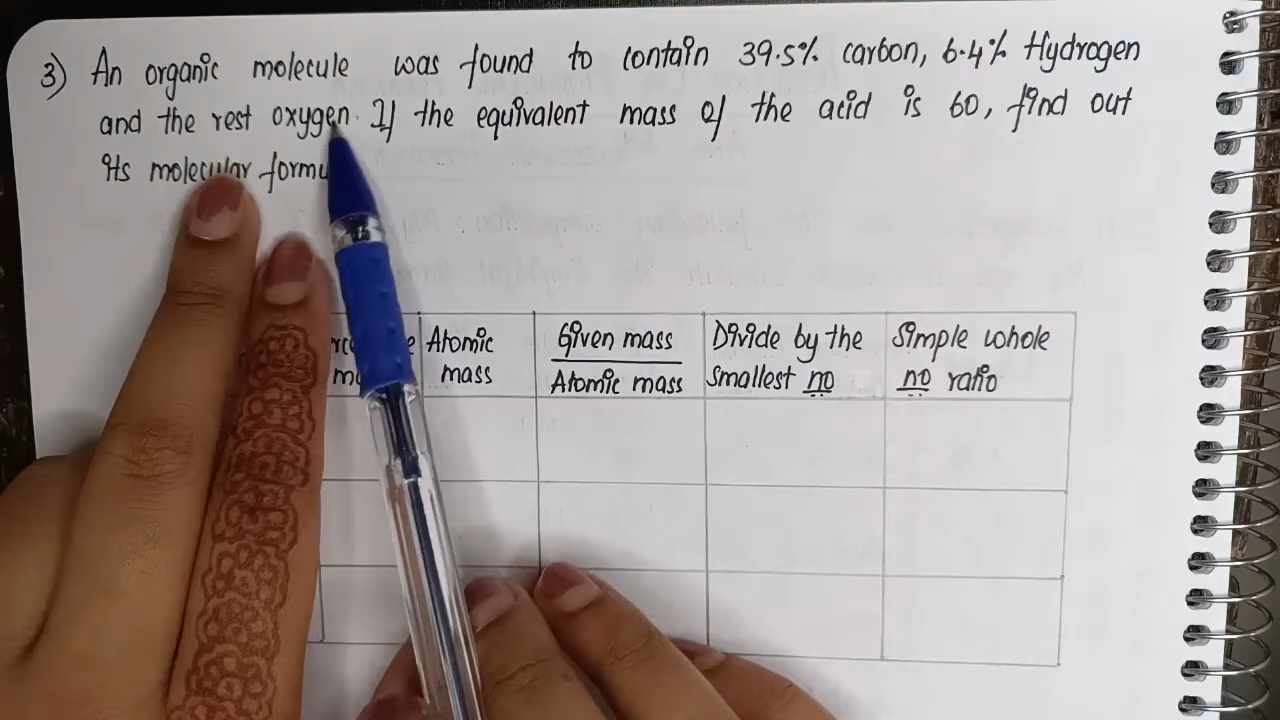 3) An organic molecule was found to contain 39.5% carbon, 6.4% Hydrogen
and the rest oxygen. If the equivalent mass of the acid is 60, find out
its molecular
Atomic mass
Given mass
Atomic mass
Divide by the
smallest no
Simple whole
no ratio